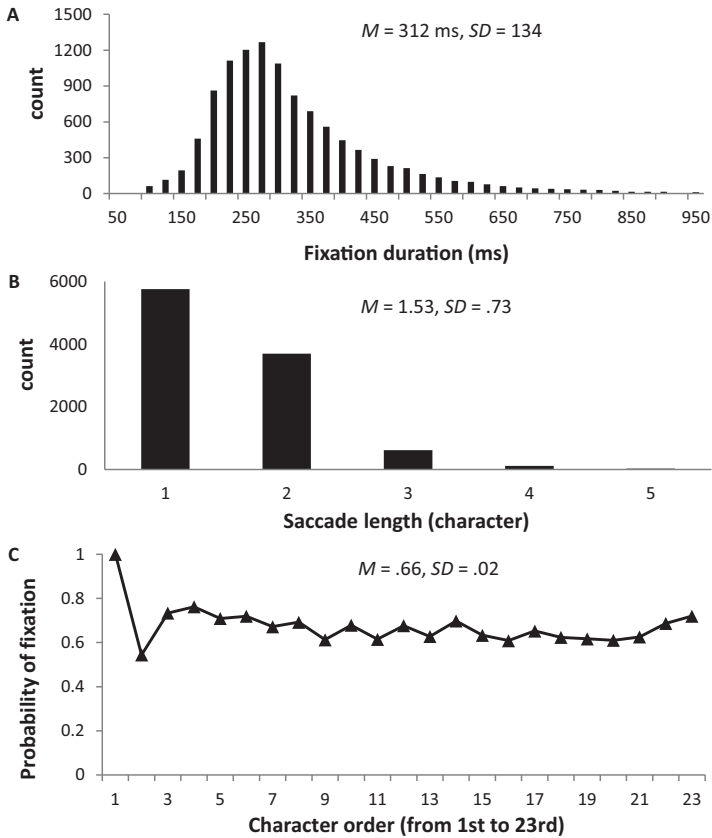 A
1500
1200
900
600
300
0
count
M = 312 ms, SD = 134
50 150 250 350 450 550 650 750 850 950
Fixation duration (ms)
B
6000
4000
2000
0
count
M = 1.53, SD = .73
1 2 3 4 5
Saccade length (character)
C
1
0.8
0.6
0.4
0.2
0
Probability of fixation
M = .66, SD = .02
1 3 5 7 9 11 13 15 17 19 21 23
Character order (from 1st to 23rd)